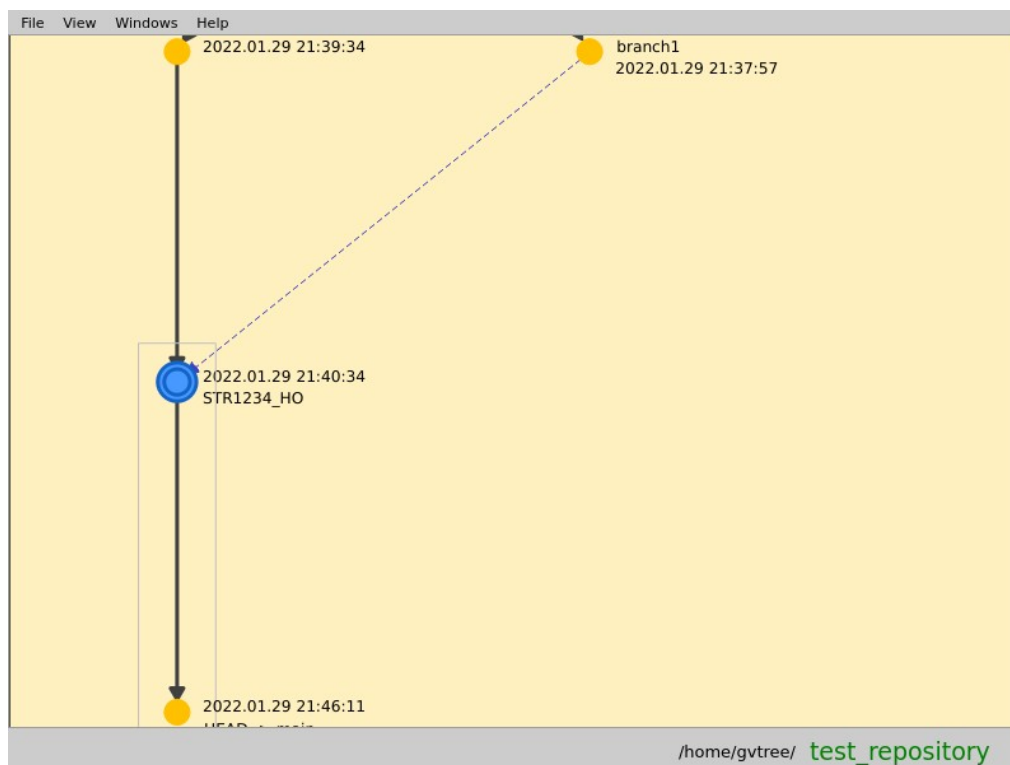 File View Windows Help
2022.01.29 21:39:34
branch1
2022.01.29 21:37:57
2022.01.29 21:40:34
STR1234_HO
2022.01.29 21:46:11
/home/gvtree/ test_repository